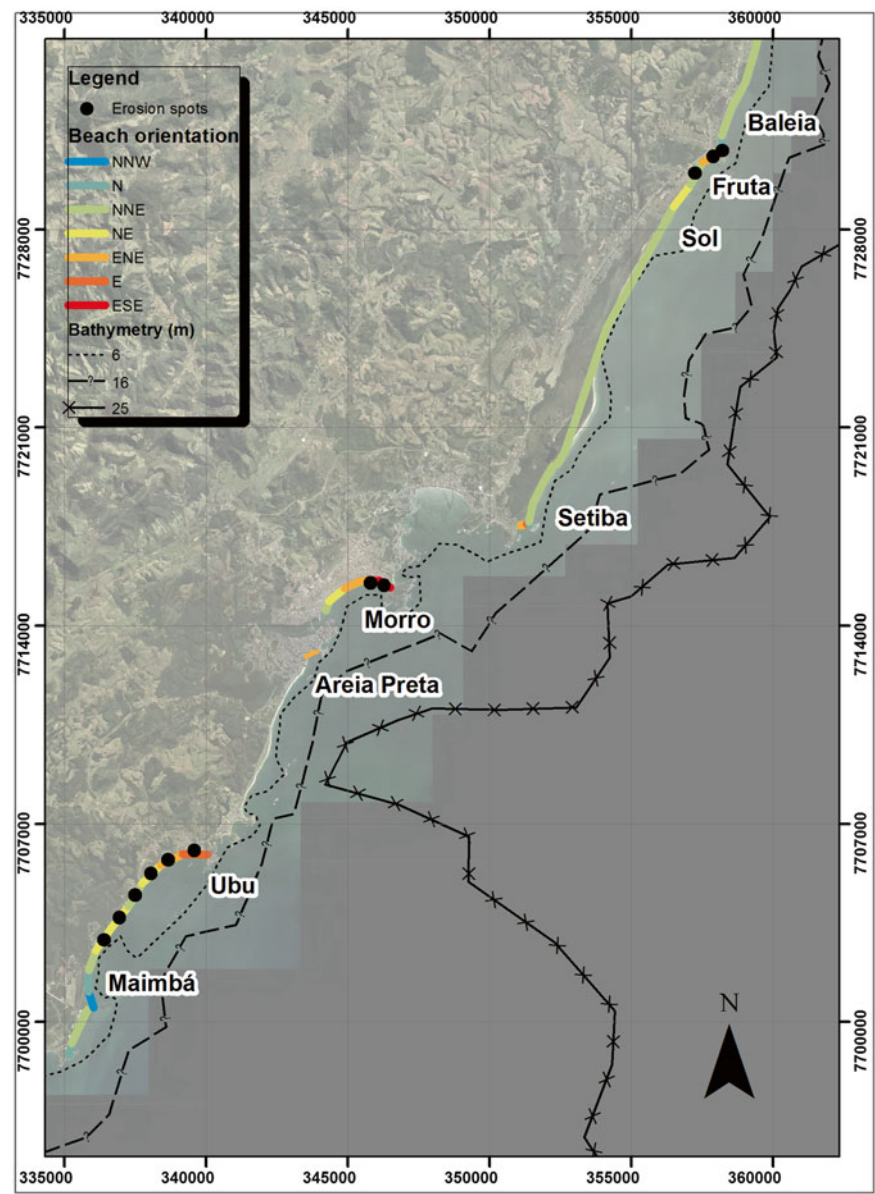 335000 340000 345000 350000 355000 360000
Legend
Erosion spots
Beach orientation
NNW
N
NNE
NE
ENE
E
ESE
Bathymetry (m)
6
16
25
Baleia
Fruta
Sol
Setiba
Morro
Areia Preta
Ubu
Maimbá
N
7728000 7728000
7721000 7721000
7714000 7714000
7707000 7707000
7700000 7700000
335000 340000 345000 350000 355000 360000